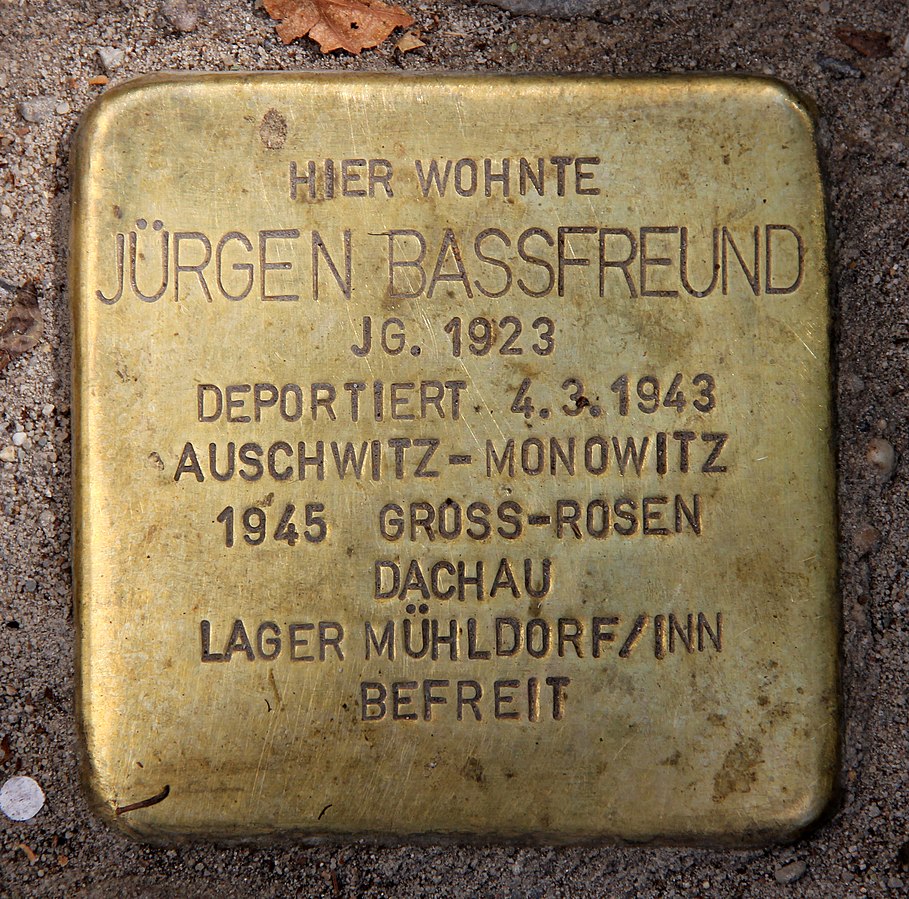 HIER WOHNTE
JÜRGEN BASSFREUND
JG. 1923
DEPORTIERT 4.3.1943
AUSCHWITZ-MONOWITZ
1945 GROSS-ROSEN
DACHAU
LAGER MÜHLDORF/INN
BEFREIT